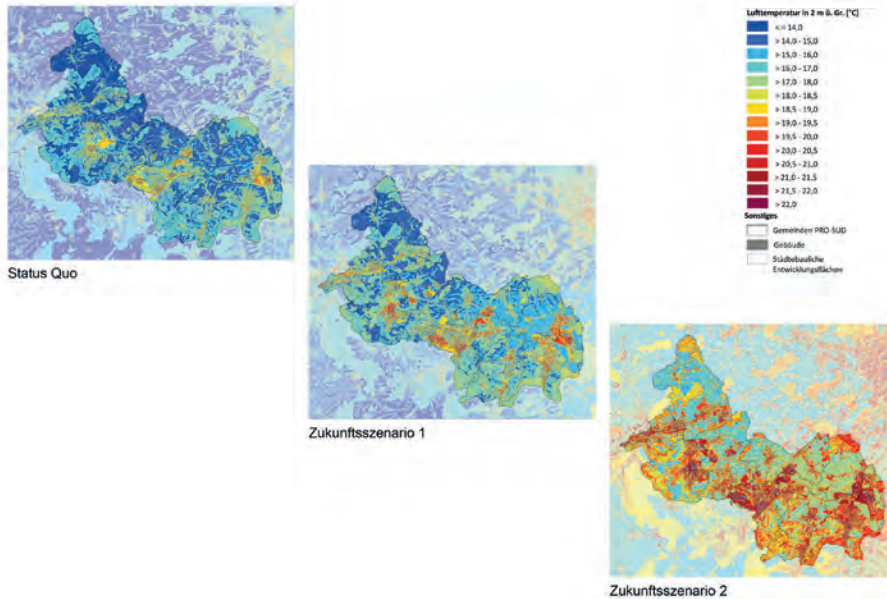 Lufttemperatur in 2 m ü. Gr. [°C]
<= 14,0
> 14,0 - 15,0
> 15,0 - 16,0
> 16,0 - 17,0
> 17,0 - 18,0
> 18,0 - 18,5
> 18,5 - 19,0
> 19,0 - 19,5
> 19,5 - 20,0
> 20,0 - 20,5
> 20,5 - 21,0
> 21,0 - 21,5
> 21,5 - 22,0
> 22,0
Sonstiges
Gemeinden PRO-SUD
Gebäude
Städtebauliche
Entwicklungsflächen
Status Quo
Zukunftsszenario 1
Zukunftsszenario 2